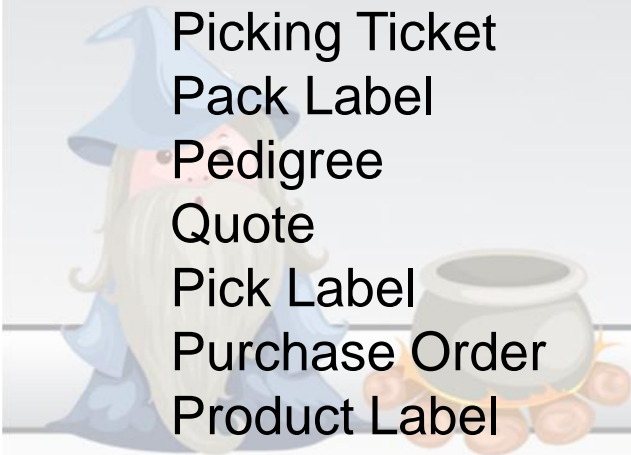 Picking Ticket
Pack Label
Pedigree
Quote
Pick Label
Purchase Order
Product Label